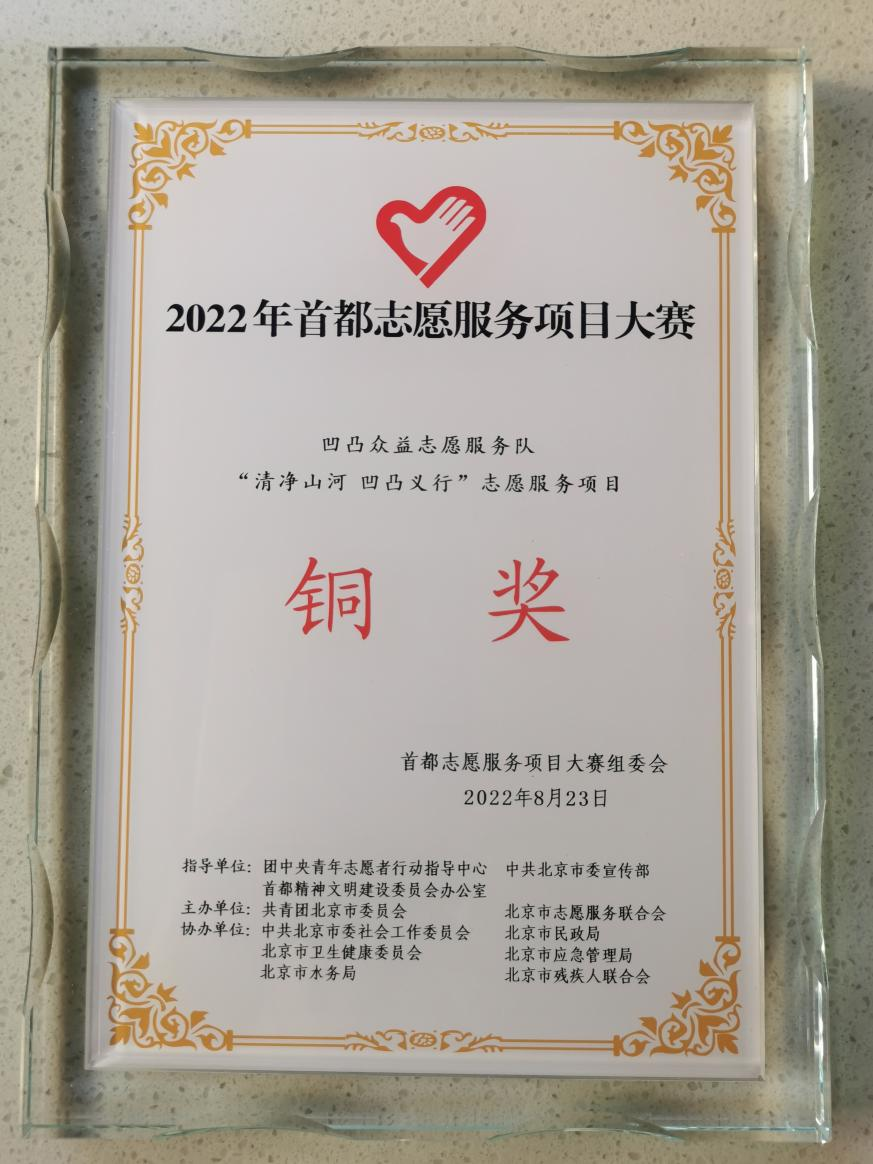 2022年首都志愿服务项目大赛
凹凸众益志愿服务队
“清净山河 凹凸义行”志愿服务项目
铜 奖
首都志愿服务项目大赛组委会
2022年8月23日
指导单位：团中央青年志愿者行动指导中心 中共北京市委宣传部
首都精神文明建设委员会办公室
主办单位：共青团北京市委员会 北京市志愿服务联合会
协办单位：中共北京市委社会工作委员会 北京市民政局
北京市卫生健康委员会 北京市应急管理局
北京市水务局 北京市残疾人联合会